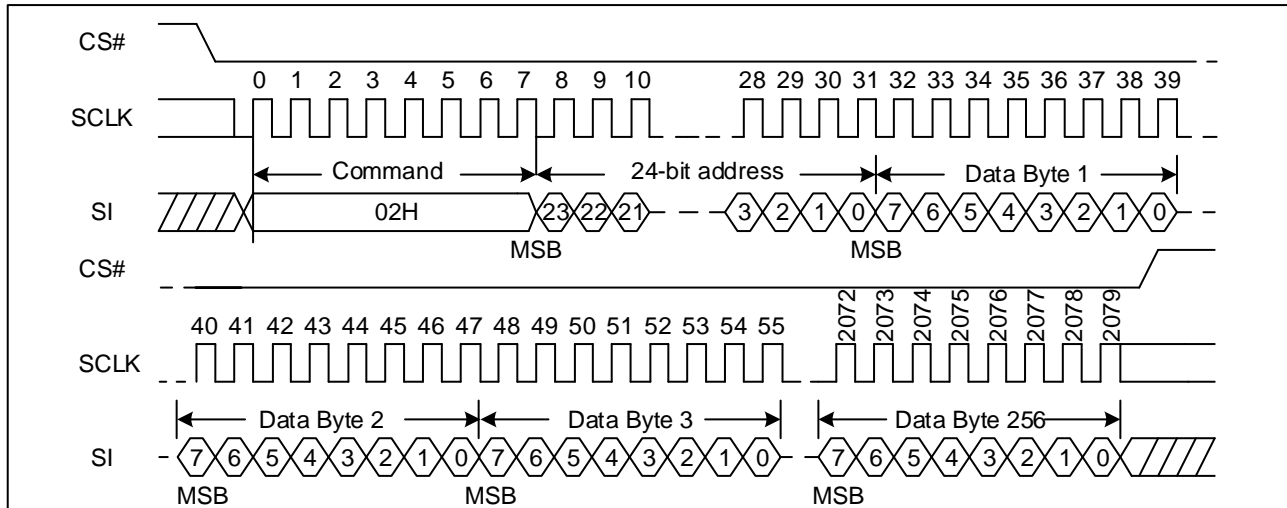 CS#
0 1 2 3 4 5 6 7 8 9 10 28 29 30 31 32 33 34 35 36 37 38 39
SCLK
Command 24-bit address Data Byte 1
SI 02H 23 22 21 3 2 1 0 7 6 5 4 3 2 1 0
MSB MSB
CS#
40 41 42 43 44 45 46 47 48 49 50 51 52 53 54 55 2072 2073 2074 2075 2076 2077 2078 2079
SCLK
Data Byte 2 Data Byte 3 Data Byte 256
SI 7 6 5 4 3 2 1 0 7 6 5 4 3 2 1 0 7 6 5 4 3 2 1 0
MSB MSB MSB